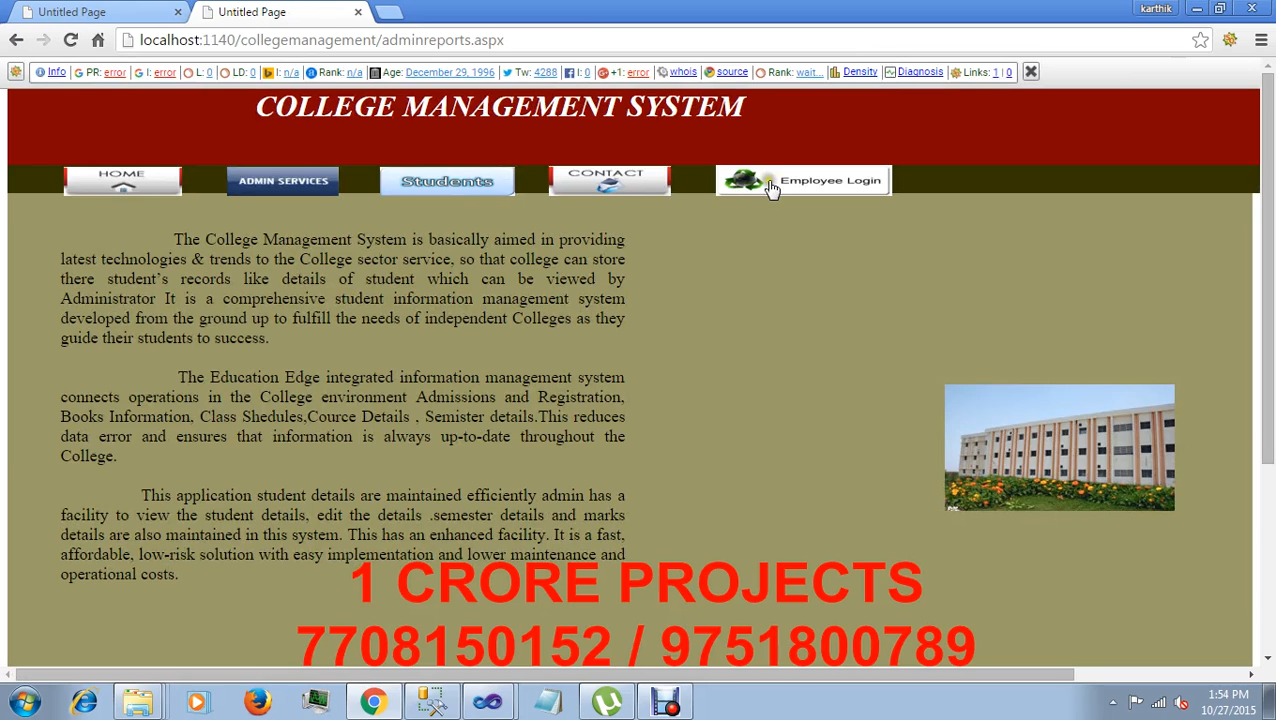 Untitled Page
Untitled Page
karthik
localhost:1140/collegemanagement/adminreports.aspx
Info PR: error I: error L: 0 LD: 0 I: n/a Rank: n/a Age: December 29, 1996 Tw: 4288 I: 0 +1: error whois source Rank: wait... Density Diagnosis Links: 1 | 0
COLLEGE MANAGEMENT SYSTEM
HOME ADMIN SERVICES Students CONTACT Employee Login
The College Management System is basically aimed in providing
latest technologies & trends to the College sector service, so that college can store
there student's records like details of student which can be viewed by
Administrator It is a comprehensive student information management system
developed from the ground up to fulfill the needs of independent Colleges as they
guide their students to success.
The Education Edge integrated information management system
connects operations in the College environment Admissions and Registration,
Books Information, Class Shedules,Cource Details , Semister details.This reduces
data error and ensures that information is always up-to-date throughout the
College.
This application student details are maintained efficiently admin has a
facility to view the student details, edit the details .semester details and marks
details are also maintained in this system. This has an enhanced facility. It is a fast,
affordable, low-risk solution with easy implementation and lower maintenance and
operational costs.
1 CRORE PROJECTS
7708150152 / 9751800789
1:54 PM
10/27/2015